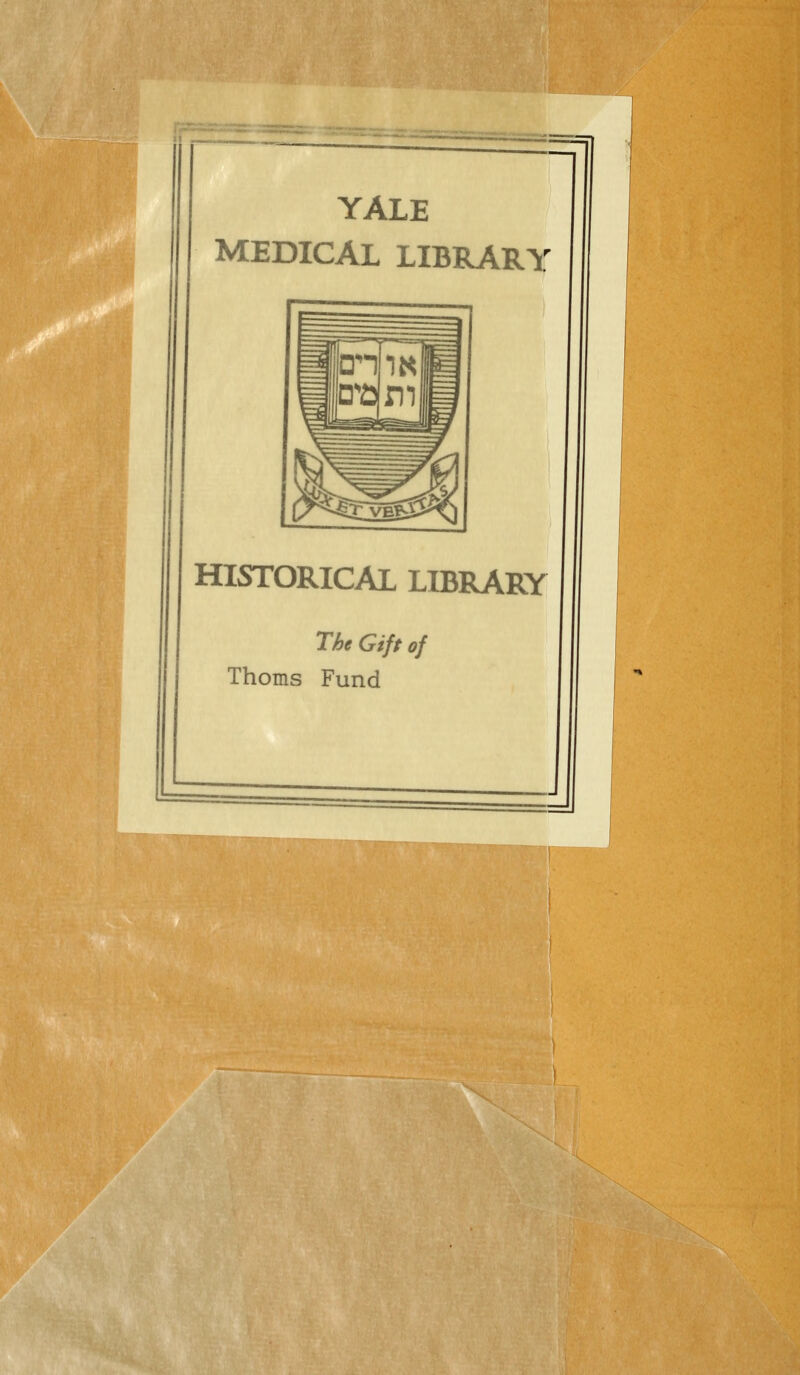 YALE
MEDICAL LIBRARY
אורים
ותמים
LUX ET VERITAS
HISTORICAL LIBRARY
The Gift of
Thoms Fund